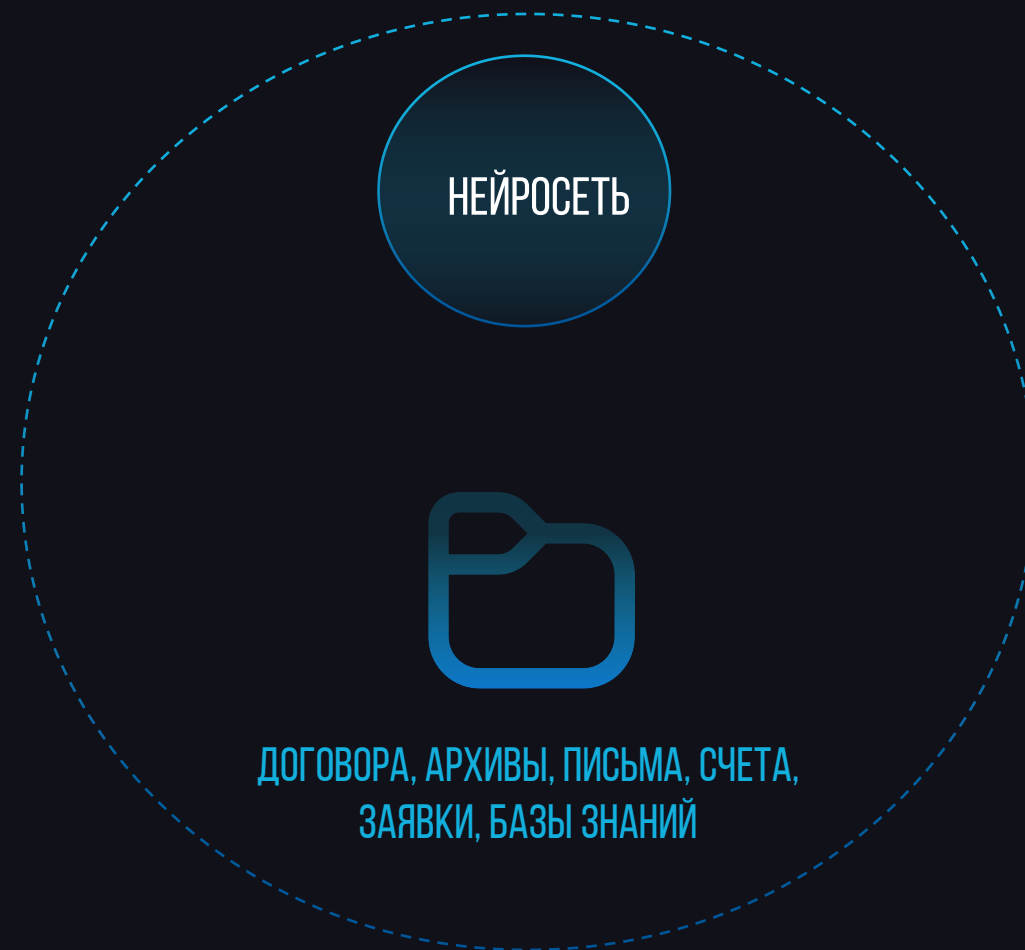 НЕЙРОСЕТЬ
ДОГОВОРА, АРХИВЫ, ПИСЬМА, СЧЕТА,
ЗАЯВКИ, БАЗЫ ЗНАНИЙ